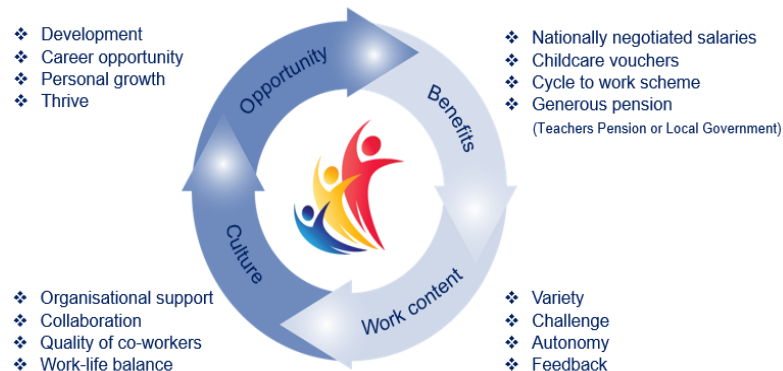 ❖ Development
❖ Career opportunity
❖ Personal growth
❖ Thrive
Opportunity
Benefits
❖ Nationally negotiated salaries
❖ Childcare vouchers
❖ Cycle to work scheme
❖ Generous pension
(Teachers Pension or Local Government)
Culture
Work content
❖ Organisational support
❖ Collaboration
❖ Quality of co-workers
❖ Work-life balance
❖ Variety
❖ Challenge
❖ Autonomy
❖ Feedback